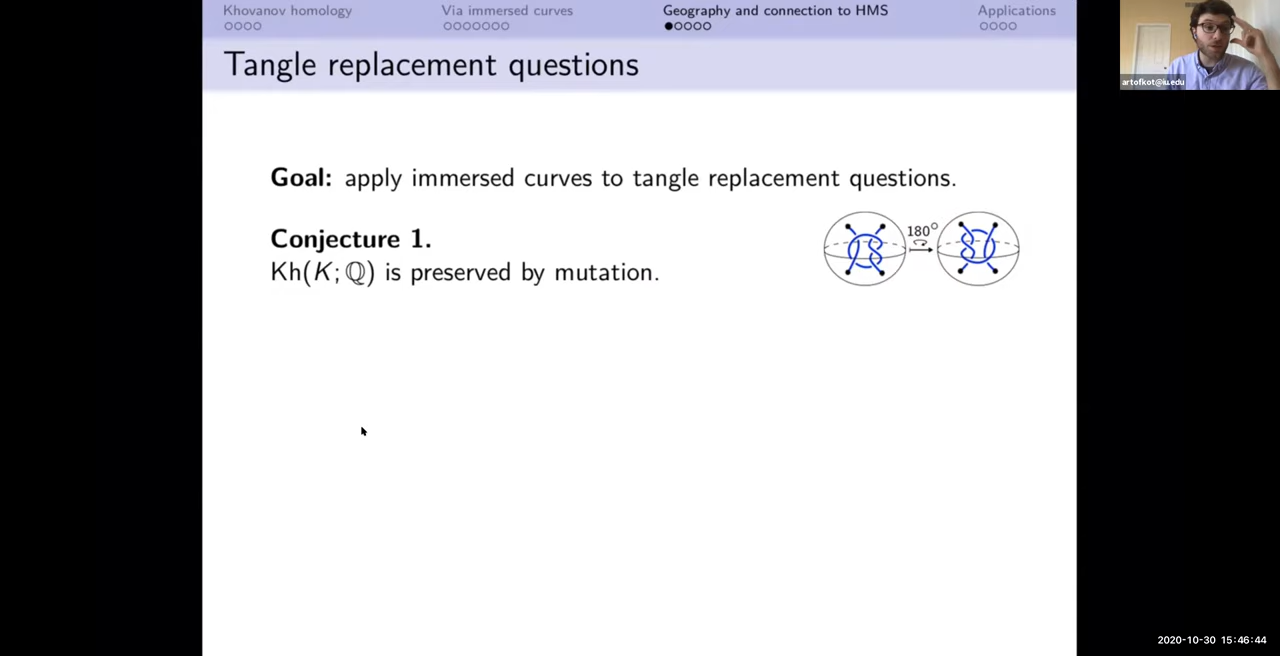 Khovanov homology Via immersed curves Geography and connection to HMS Applications
Tangle replacement questions
artofkot@iu.edu
Goal: apply immersed curves to tangle replacement questions.
Conjecture 1.
180°
Kh(K; ℚ) is preserved by mutation.
2020-10-30 15:46:44